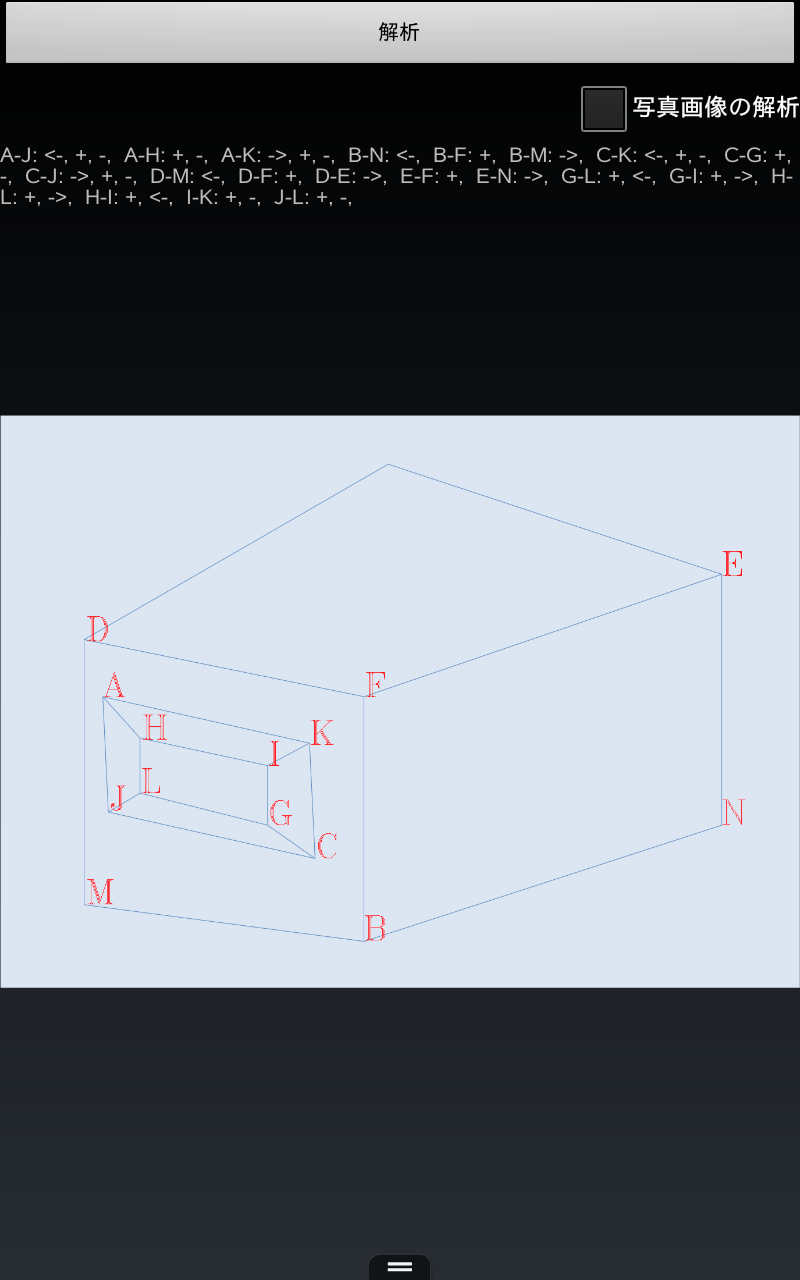 解析
写真画像の解析
A-J: <-, +, -,  A-H: +, -,  A-K: ->, +, -,  B-N: <-,  B-F: +,  B-M: ->,  C-K: <-, +, -,  C-G: +,
-,  C-J: ->, +, -,  D-M: <-,  D-F: +,  D-E: ->,  E-F: +,  E-N: ->,  G-L: +, <-,  G-I: +, ->,  H-
L: +, ->,  H-I: +, <-,  I-K: +, -,  J-L: +, -,
E
D
A
F
H
K
I
L
J
G
N
C
M
B